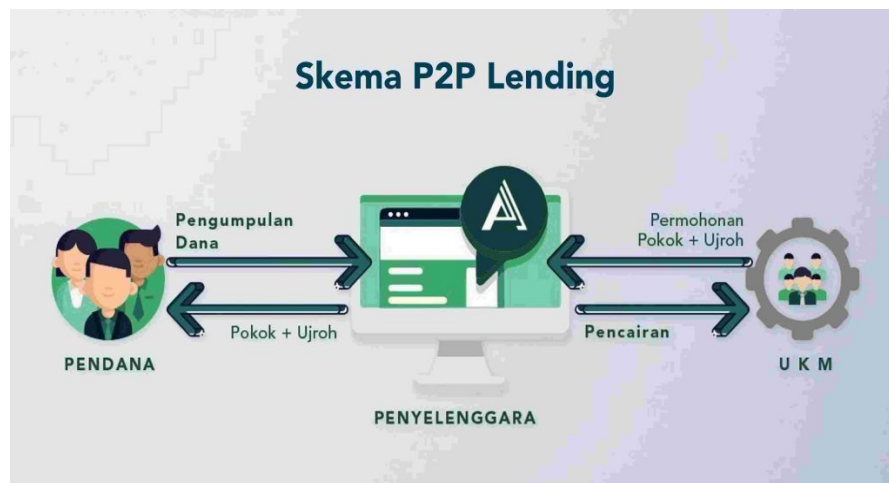 Skema P2P Lending
Pengumpulan
Dana
Pokok + Ujroh
PENDANA
PENYELENGGARA
Permohonan
Pokok + Ujroh
Pencairan
U K M